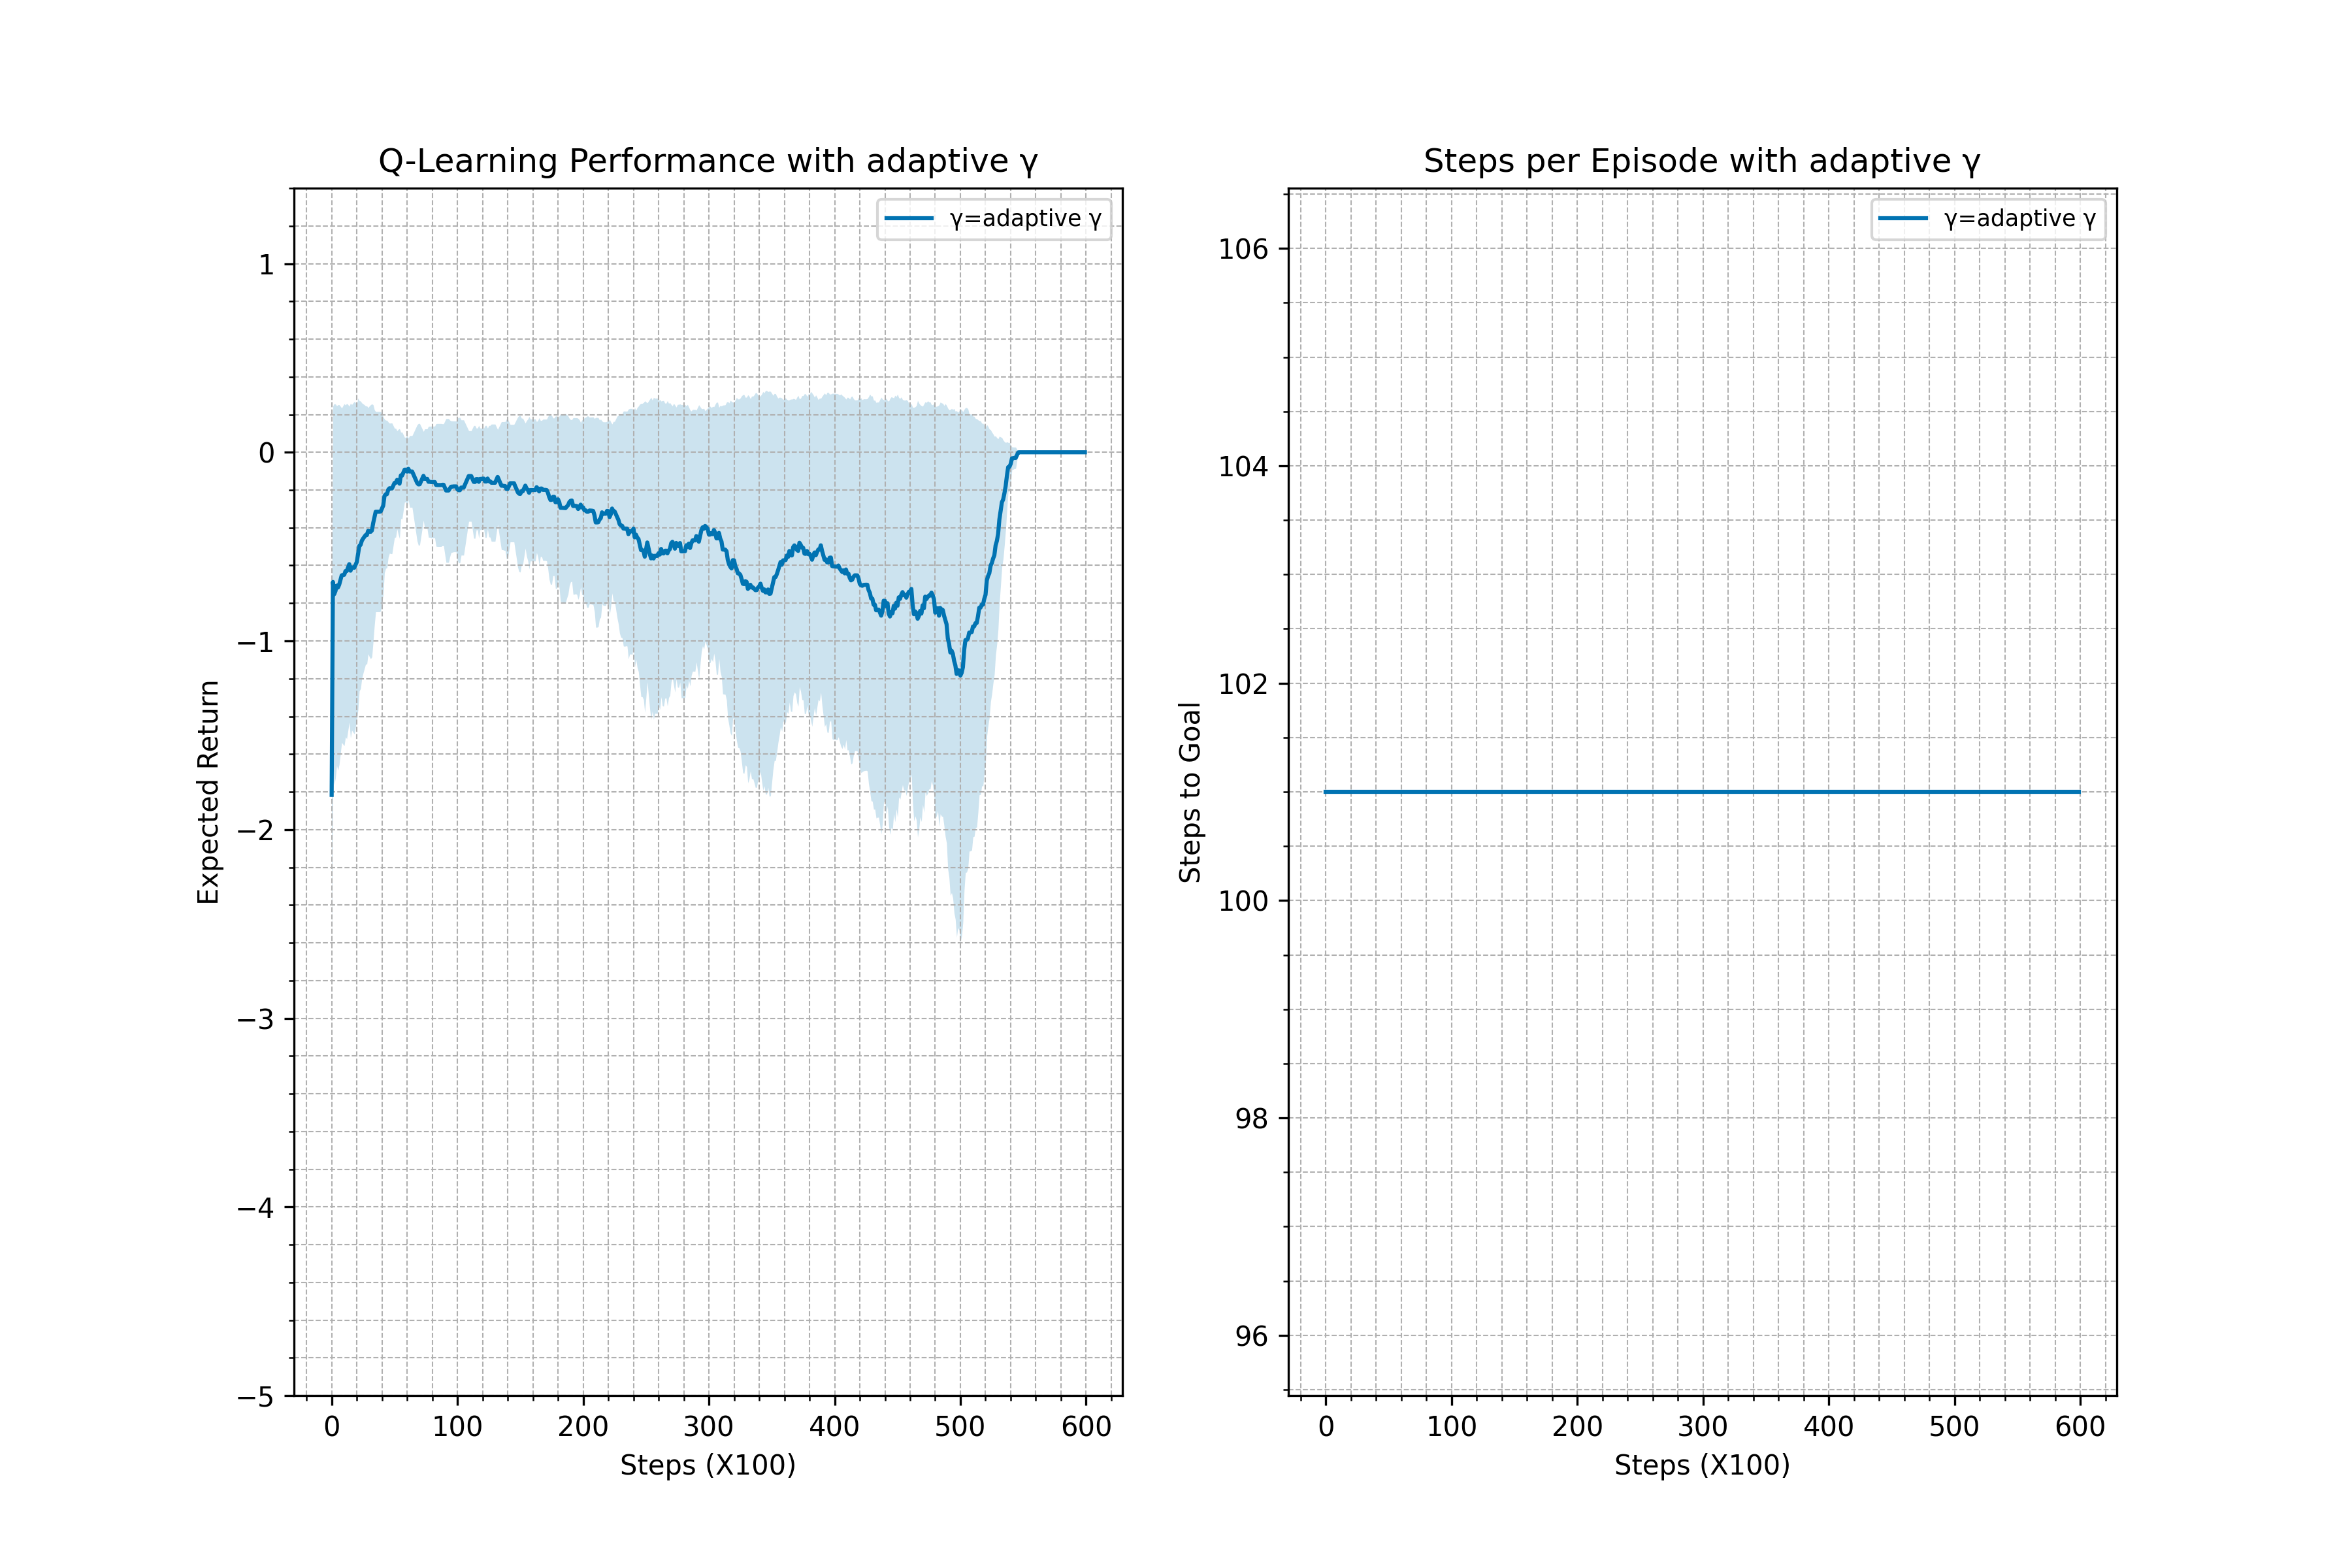 Q-Learning Performance with adaptive γ
γ=adaptive γ
1
0
−1
−2
−3
−4
−5
Expected Return
0 100 200 300 400 500 600
Steps (X100)
Steps per Episode with adaptive γ
γ=adaptive γ
106
104
102
100
98
96
Steps to Goal
0 100 200 300 400 500 600
Steps (X100)